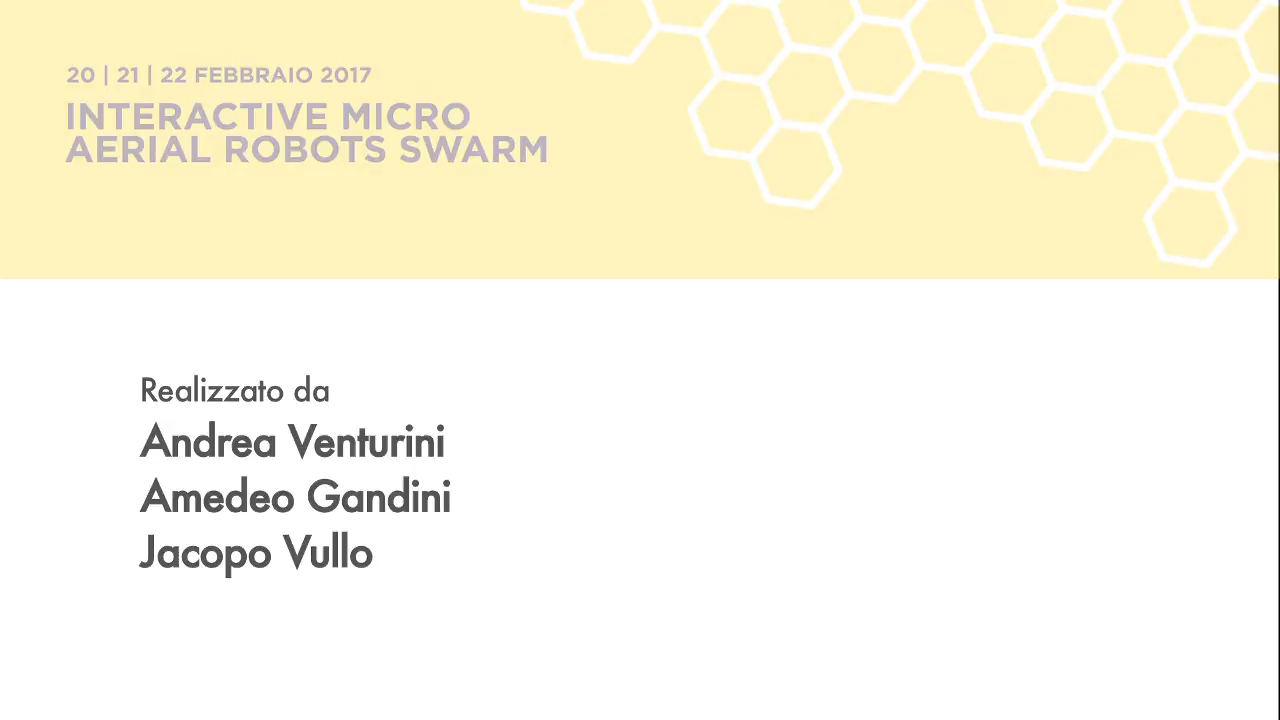 20 | 21 | 22 FEBBRAIO 2017
INTERACTIVE MICRO
AERIAL ROBOTS SWARM
Realizzato da
Andrea Venturini
Amedeo Gandini
Jacopo Vullo